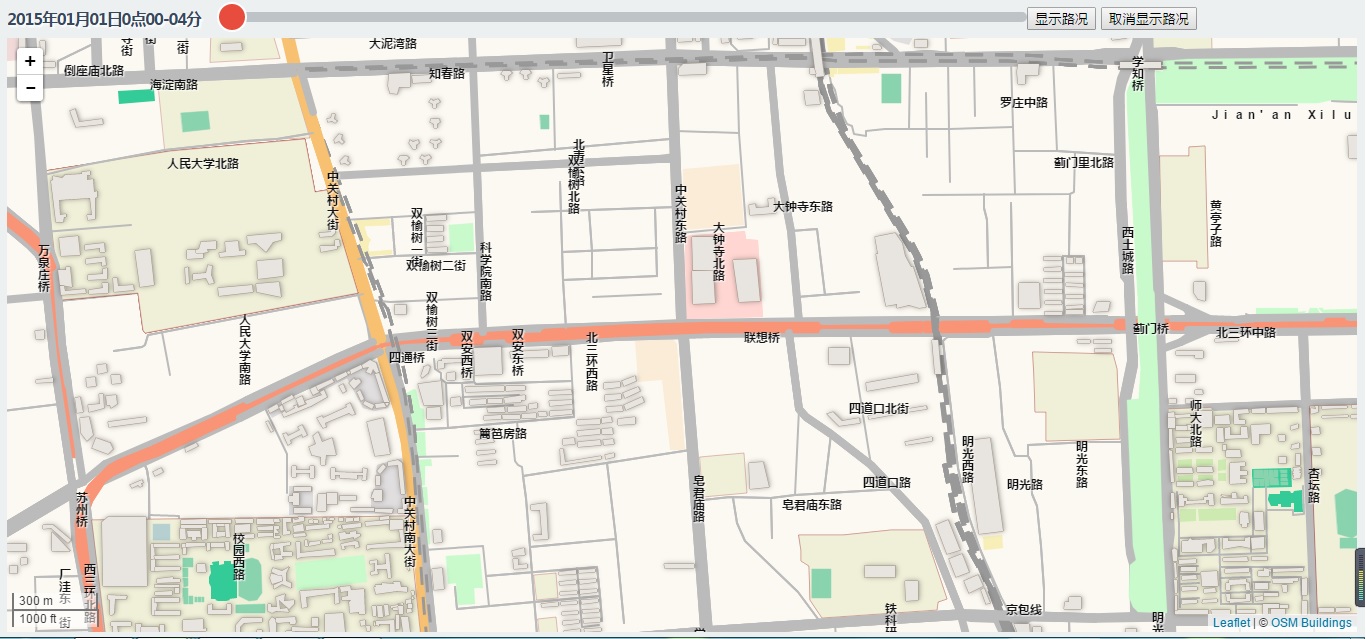 2015年01月01日0点00-04分
显示路况
取消显示路况
+
-
大泥湾路
倒座庙北路
海淀南路
知春路
卫星桥
学知桥
罗庄中路
Jian'an Xilu
人民大学北路
双榆树北路
蓟门里北路
中关村大街
中关村东路
大钟寺东路
双榆树一街
大钟寺北路
黄亭子路
西土城路
万泉庄桥
科学院南路
双榆树二街
双榆树三街
人民大学南路
四通桥
双安西桥
双安东桥
北三环西路
联想桥
蓟门桥
北三环中路
四道口北街
师大北路
篱笆房路
明光西路
明光东路
四道口路
明光路
杏坛路
苏州桥
皂君庙路
皂君庙东路
中关村南大街
校园西路
西三环北路
厂洼东街
300 m
1000 ft
京包线
明光
Leaflet | © OSM Buildings